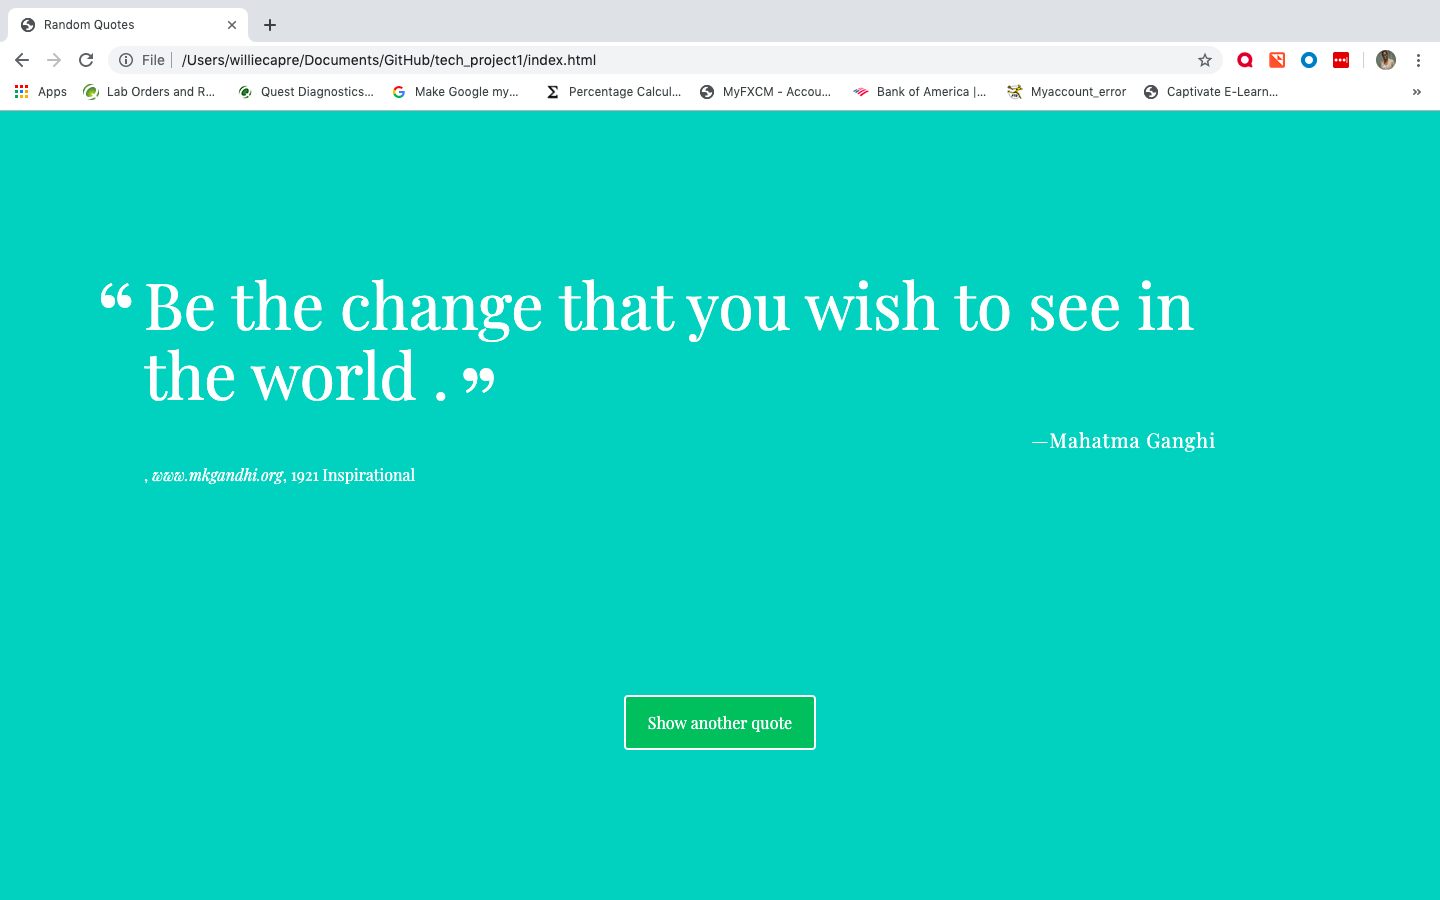 Random Quotes
File /Users/williecapre/Documents/GitHub/tech_project1/index.html
Apps Lab Orders and R... Quest Diagnostics... Make Google my... Percentage Calcul... MyFXCM - Accou... Bank of America |... Myaccount_error Captivate E-Learn... »
“ Be the change that you wish to see in
the world . ”
—Mahatma Ganghi
, www.mkgandhi.org, 1921 Inspirational
Show another quote